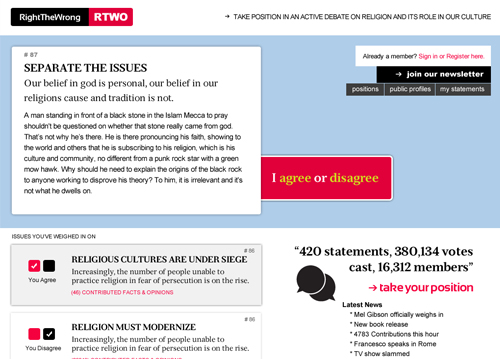 RightTheWrong RTWO
→ TAKE POSITION IN AN ACTIVE DEBATE ON RELIGION AND ITS ROLE IN OUR CULTURE
# 87
SEPARATE THE ISSUES
Our belief in god is personal, our belief in our
religions cause and tradition is not.
A man standing in front of a black stone in the Islam Mecca to pray
shouldn't be questioned on whether that stone really came from god.
That's not why he's there. He is there pronouncing his faith, showing to
the world and others that he is subscribing to his religion, which is his
culture and community, no different from a punk rock star with a green
mow hawk. Why should he need to explain the origins of the black rock
to anyone working to disprove his theory? To him, it is irrelevant and it's
not what he dwells on.
Already a member? Sign in or Register here.
→ join our newsletter
positions public profiles my statements
I agree or disagree
ISSUES YOU'VE WEIGHED IN ON
# 86
RELIGIOUS CULTURES ARE UNDER SIEGE
Increasingly, the number of people unable to
practice religion in fear of persecution is on the rise.
You Agree
(46) CONTRIBUTED FACTS & OPINIONS
# 86
RELIGION MUST MODERNIZE
Increasingly, the number of people unable to
practice religion in fear of persecution is on the rise.
You Disagree
"420 statements, 380,134 votes
cast, 16,312 members"
→ take your position
Latest News
* Mel Gibson officially weighs in
* New book release
* 4783 Contributions this hour
* Francesco speaks in Rome
* TV show slammed